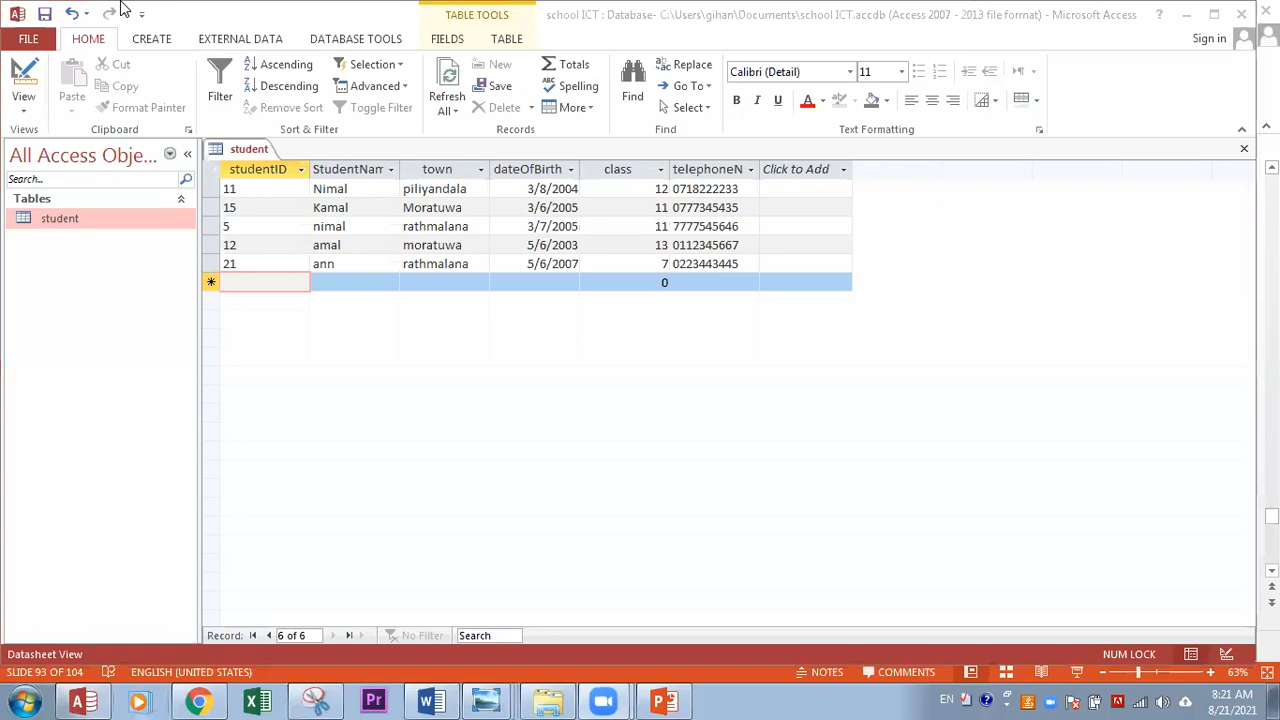 TABLE TOOLS
school ICT : Database- C:\Users\gihan\Documents\school ICT.accdb (Access 2007 - 2013 file format) - Microsoft Access
FILE HOME CREATE EXTERNAL DATA DATABASE TOOLS FIELDS TABLE Sign in
View
Views
Paste
Cut
Copy
Format Painter
Clipboard
Filter
Ascending
Descending
Remove Sort
Selection
Advanced
Toggle Filter
Sort & Filter
Refresh All
New
Save
Delete
Totals
Spelling
More
Records
Find
Replace
Go To
Select
Find
Calibri (Detail) 11
B I U
Text Formatting
All Access Obje...
Search...
Tables
student
student
studentID StudentNam town dateOfBirth class telephoneN Click to Add
11 Nimal piliyandala 3/8/2004 12 0718222233
15 Kamal Moratuwa 3/6/2005 11 0777345435
5 nimal rathmalana 3/7/2005 11 7777545646
12 amal moratuwa 5/6/2003 13 0112345667
21 ann rathmalana 5/6/2007 7 0223443445
0
Record: 6 of 6 No Filter Search
Datasheet View NUM LOCK
SLIDE 93 OF 104 ENGLISH (UNITED STATES) NOTES COMMENTS 63%
EN 8:21 AM
8/21/2021